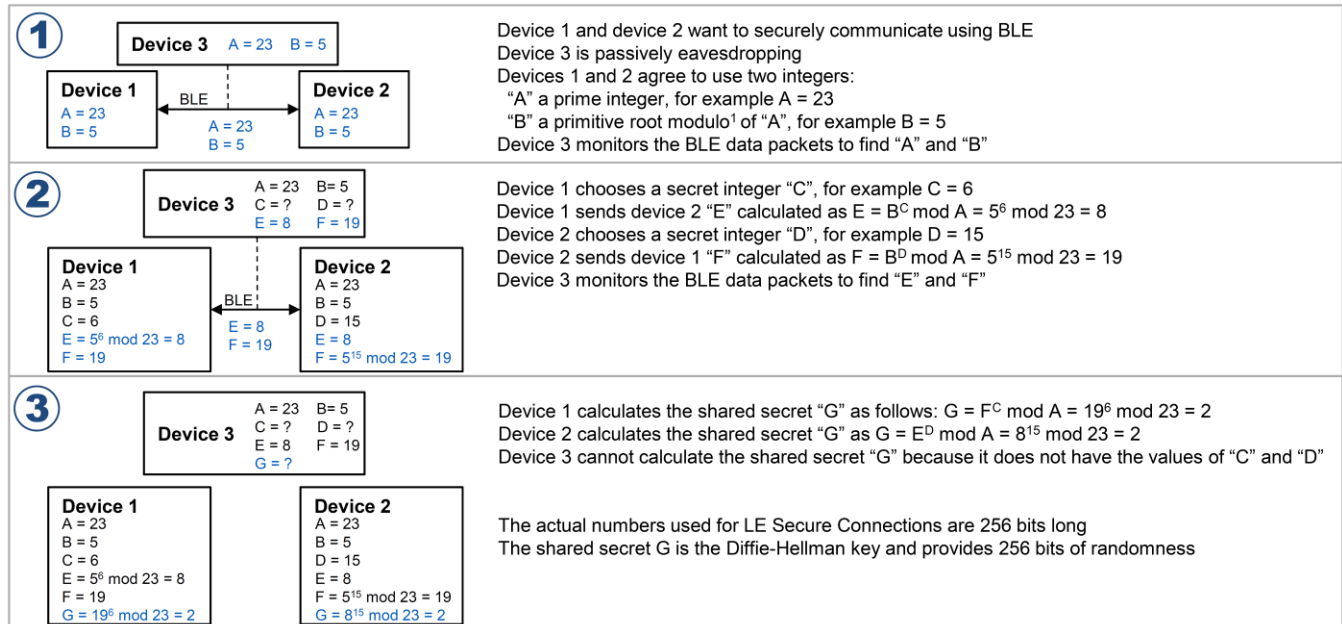 1
Device 3 A = 23 B = 5
Device 1
A = 23
B = 5
BLE
A = 23
B = 5
Device 2
A = 23
B = 5
Device 1 and device 2 want to securely communicate using BLE
Device 3 is passively eavesdropping
Devices 1 and 2 agree to use two integers:
"A" a prime integer, for example A = 23
"B" a primitive root modulo¹ of "A", for example B = 5
Device 3 monitors the BLE data packets to find "A" and "B"
2
Device 3
A = 23 B= 5
C = ? D = ?
E = 8 F = 19
Device 1
A = 23
B = 5
C = 6
E = 5⁶ mod 23 = 8
F = 19
BLE
E = 8
F = 19
Device 2
A = 23
B = 5
D = 15
E = 8
F = 5¹⁵ mod 23 = 19
Device 1 chooses a secret integer "C", for example C = 6
Device 1 sends device 2 "E" calculated as E = Bᶜ mod A = 5⁶ mod 23 = 8
Device 2 chooses a secret integer "D", for example D = 15
Device 2 sends device 1 "F" calculated as F = Bᴰ mod A = 5¹⁵ mod 23 = 19
Device 3 monitors the BLE data packets to find "E" and "F"
3
Device 3
A = 23 B= 5
C = ? D = ?
E = 8 F = 19
G = ?
Device 1
A = 23
B = 5
C = 6
E = 5⁶ mod 23 = 8
F = 19
G = 19⁶ mod 23 = 2
Device 2
A = 23
B = 5
D = 15
E = 8
F = 5¹⁵ mod 23 = 19
G = 8¹⁵ mod 23 = 2
Device 1 calculates the shared secret "G" as follows: G = Fᶜ mod A = 19⁶ mod 23 = 2
Device 2 calculates the shared secret "G" as G = Eᴰ mod A = 8¹⁵ mod 23 = 2
Device 3 cannot calculate the shared secret "G" because it does not have the values of "C" and "D"
The actual numbers used for LE Secure Connections are 256 bits long
The shared secret G is the Diffie-Hellman key and provides 256 bits of randomness